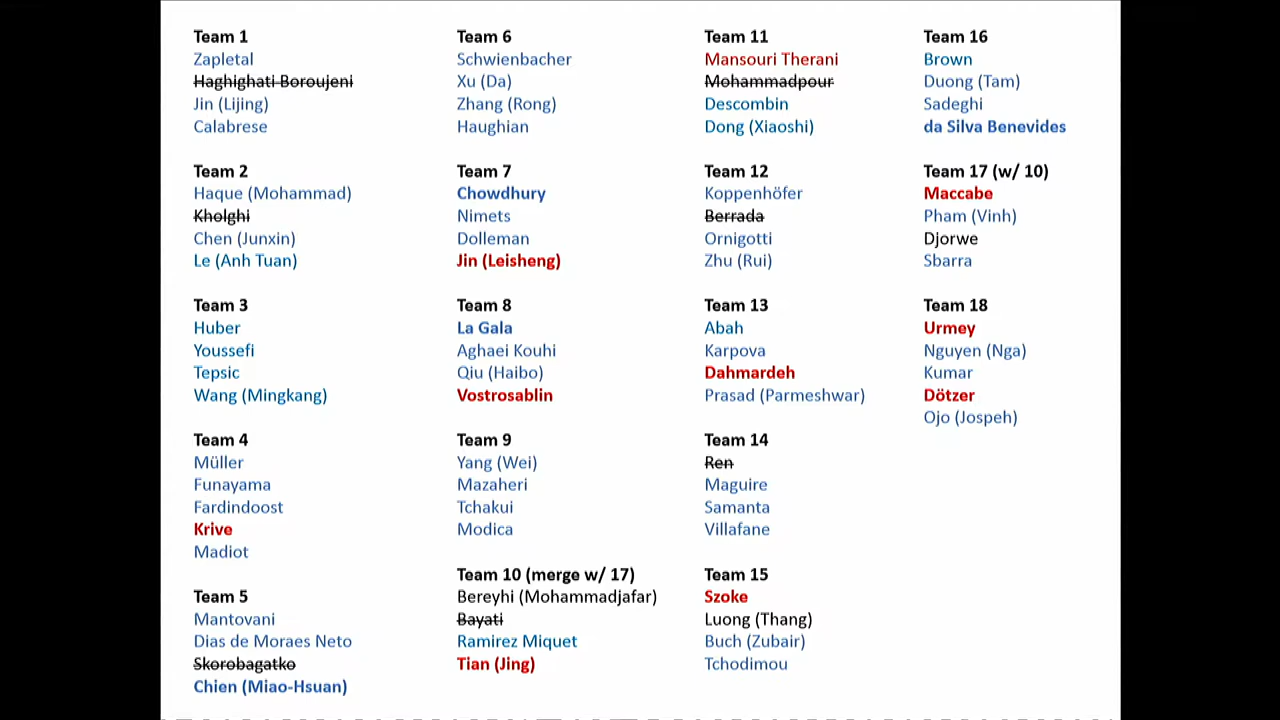 Team 1
Zapletal
Haghighati Boroujeni
Jin (Lijing)
Calabrese
Team 2
Haque (Mohammad)
Kholghi
Chen (Junxin)
Le (Anh Tuan)
Team 3
Huber
Youssefi
Tepsic
Wang (Mingkang)
Team 4
Müller
Funayama
Fardindoost
Krive
Madiot
Team 5
Mantovani
Dias de Moraes Neto
Skorobagatko
Chien (Miao-Hsuan)
Team 6
Schwienbacher
Xu (Da)
Zhang (Rong)
Haughian
Team 7
Chowdhury
Nimets
Dolleman
Jin (Leisheng)
Team 8
La Gala
Aghaei Kouhi
Qiu (Haibo)
Vostrosablin
Team 9
Yang (Wei)
Mazaheri
Tchakui
Modica
Team 10 (merge w/ 17)
Bereyhi (Mohammadjafar)
Bayati
Ramirez Miquet
Tian (Jing)
Team 11
Mansouri Therani
Mohammadpour
Descombin
Dong (Xiaoshi)
Team 12
Koppenhöfer
Berrada
Ornigotti
Zhu (Rui)
Team 13
Abah
Karpova
Dahmardeh
Prasad (Parmeshwar)
Team 14
Ren
Maguire
Samanta
Villafane
Team 15
Szoke
Luong (Thang)
Buch (Zubair)
Tchodimou
Team 16
Brown
Duong (Tam)
Sadeghi
da Silva Benevides
Team 17 (w/ 10)
Maccabe
Pham (Vinh)
Djorwe
Sbarra
Team 18
Urmey
Nguyen (Nga)
Kumar
Dötzer
Ojo (Jospeh)